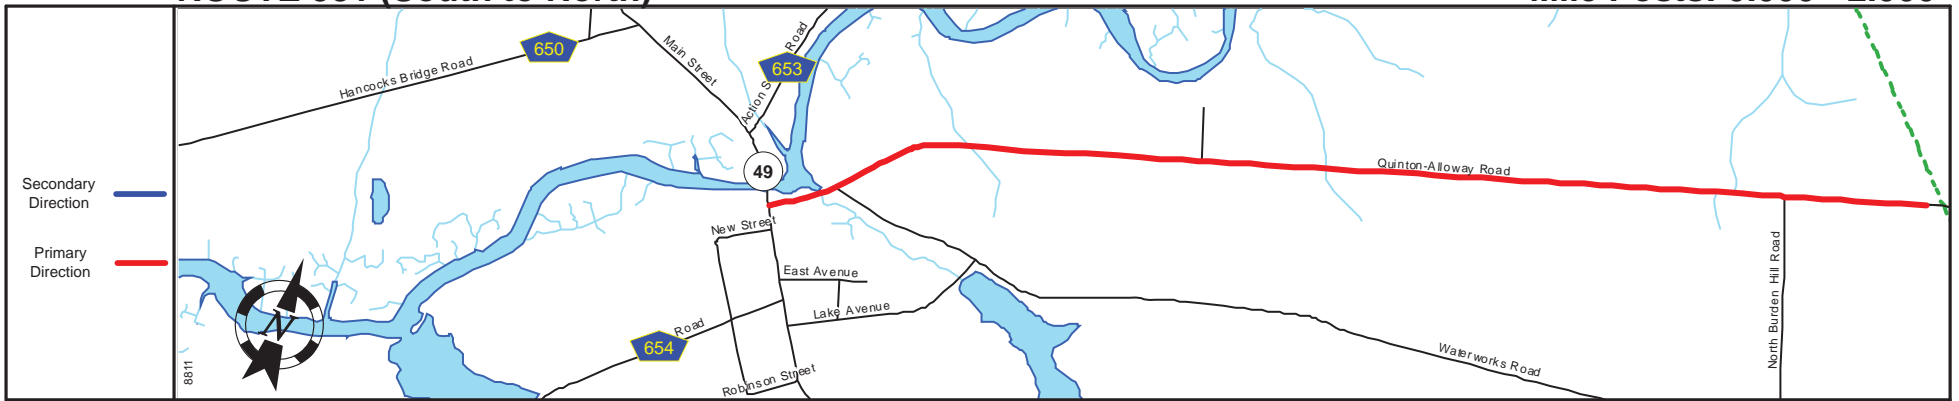 650
Hancocks Bridge Road
Main Street
653
Road
Action S
49
Secondary
Direction
Primary
Direction
Quinton-Alloway Road
New Street
East Avenue
Lake Avenue
654
Road
Robinson Street
Waterworks Road
North Burden Hill Road
N
8811